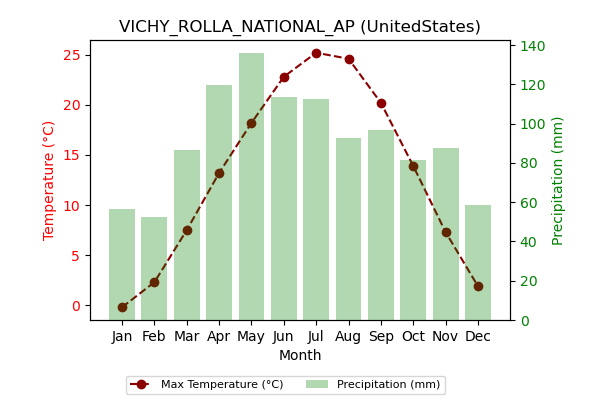 VICHY_ROLLA_NATIONAL_AP (UnitedStates)
25
20
15
10
5
0
Temperature (°C)
140
120
100
80
60
40
20
0
Precipitation (mm)
Jan Feb Mar Apr May Jun Jul Aug Sep Oct Nov Dec
Month
Max Temperature (°C) Precipitation (mm)